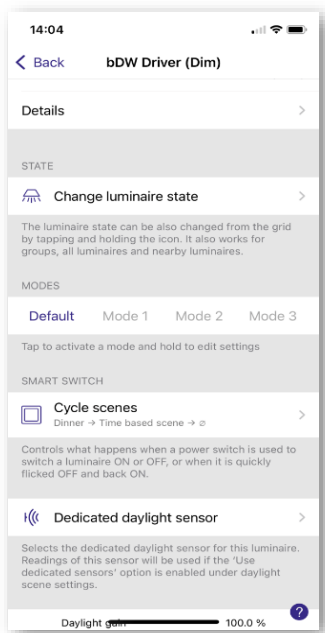 14:04
Back bDW Driver (Dim)
Details
STATE
Change luminaire state
The luminaire state can be also changed from the grid
by tapping and holding the icon. It also works for
groups, all luminaires and nearby luminaires.
MODES
Default Mode 1 Mode 2 Mode 3
Tap to activate a mode and hold to edit settings
SMART SWITCH
Cycle scenes
Dinner → Time based scene → ⌀
Controls what happens when a power switch is used to
switch a luminaire ON or OFF, or when it is quickly
flicked OFF and back ON.
Dedicated daylight sensor
Selects the dedicated daylight sensor for this luminaire.
Readings of this sensor will be used if the 'Use
dedicated sensors' option is enabled under daylight
scene settings.
?
Daylight gain 100.0 %